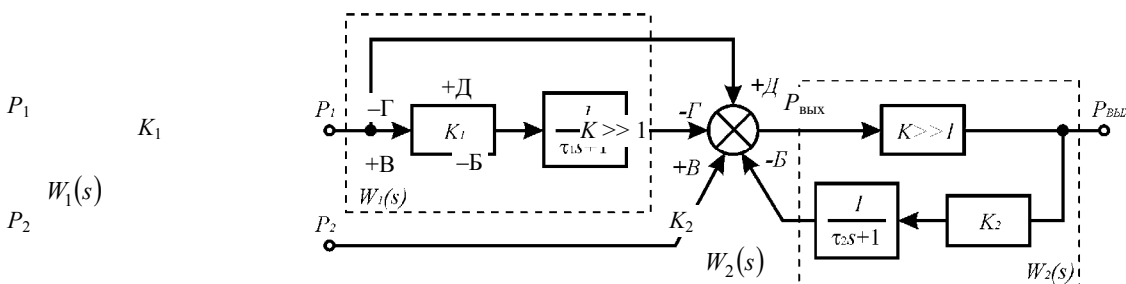 P₁
K₁
W₁(s)
P₂
P₁
–Г
+В
+Д
K₁
–Б
1
τ₁s+1
K >> 1
W₁(s)
P₂
K₂
-Г
+В
-Б
+Д
Pвых
K>>1
Pвых
1
τ₂s+1
K₂
W₂(s)
W₂(s)